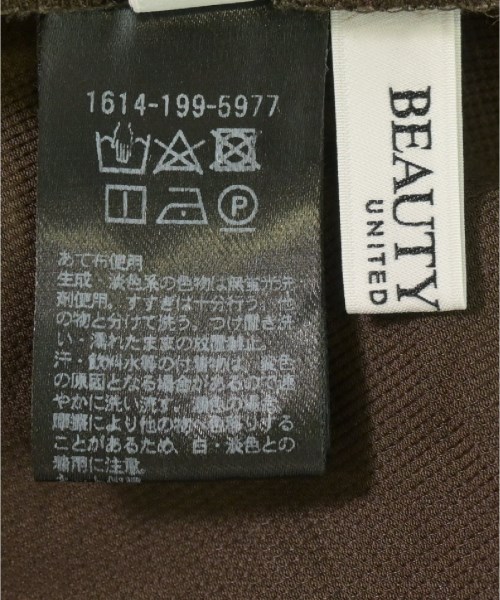 1614-199-5977
P
あて布使用
生成・淡色系の色物は無蛍光洗
剤使用。すすぎは十分行う。他
の物と分けて洗う。つけ置き洗
い・濡れたままの放置禁止。
汗・飲料水等の付着物は、変色
の原因となる場合があるので速
やかに洗い流す。濃色の場合、
摩擦により他の物へ色移りする
ことがあるため、白・淡色との
着用に注意。
BEAUTY
UNITED